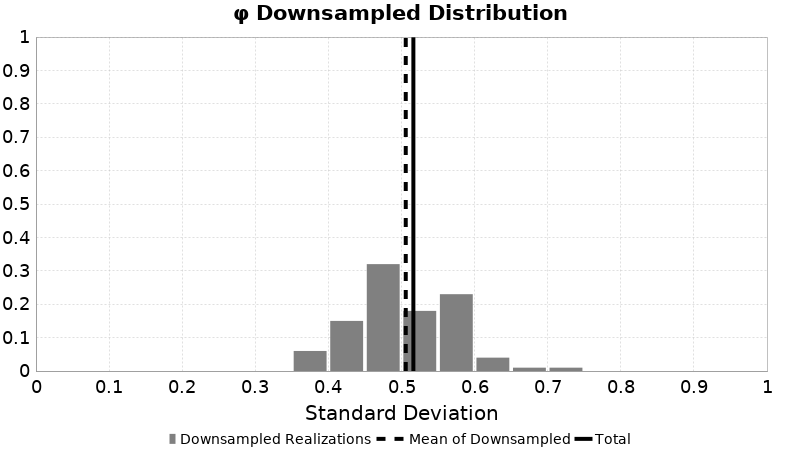 φ Downsampled Distribution
1
0.9
0.8
0.7
0.6
0.5
0.4
0.3
0.2
0.1
0
0 0.1 0.2 0.3 0.4 0.5 0.6 0.7 0.8 0.9 1
Standard Deviation
Downsampled Realizations Mean of Downsampled Total